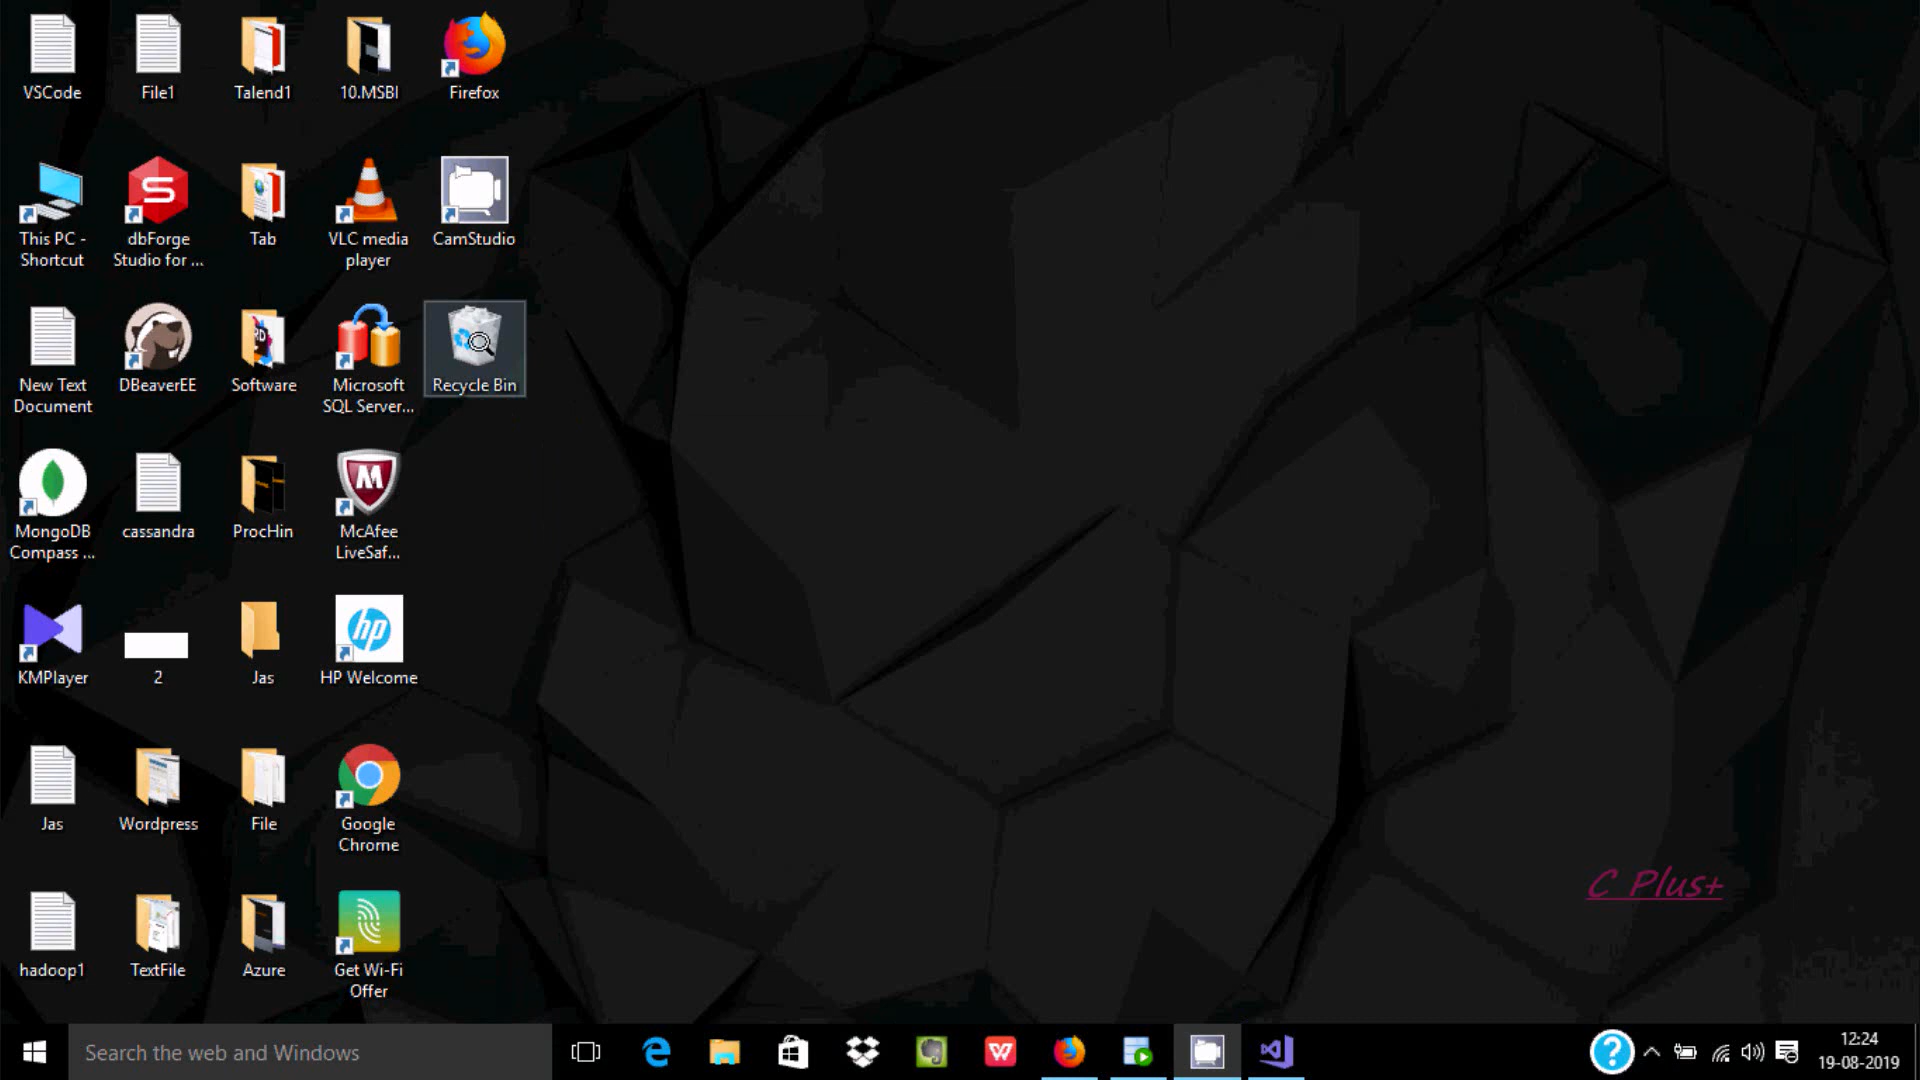 VSCode
File1
Talend1
10.MSBI
Firefox
This PC -
Shortcut
dbForge
Studio for ...
Tab
VLC media
player
CamStudio
New Text
Document
DBeaverEE
Software
Microsoft
SQL Server...
Recycle Bin
MongoDB
Compass ...
cassandra
ProcHin
McAfee
LiveSaf...
KMPlayer
2
Jas
HP Welcome
Jas
Wordpress
File
Google
Chrome
hadoop1
TextFile
Azure
Get Wi-Fi
Offer
C Plus+
Search the web and Windows
12:24
19-08-2019